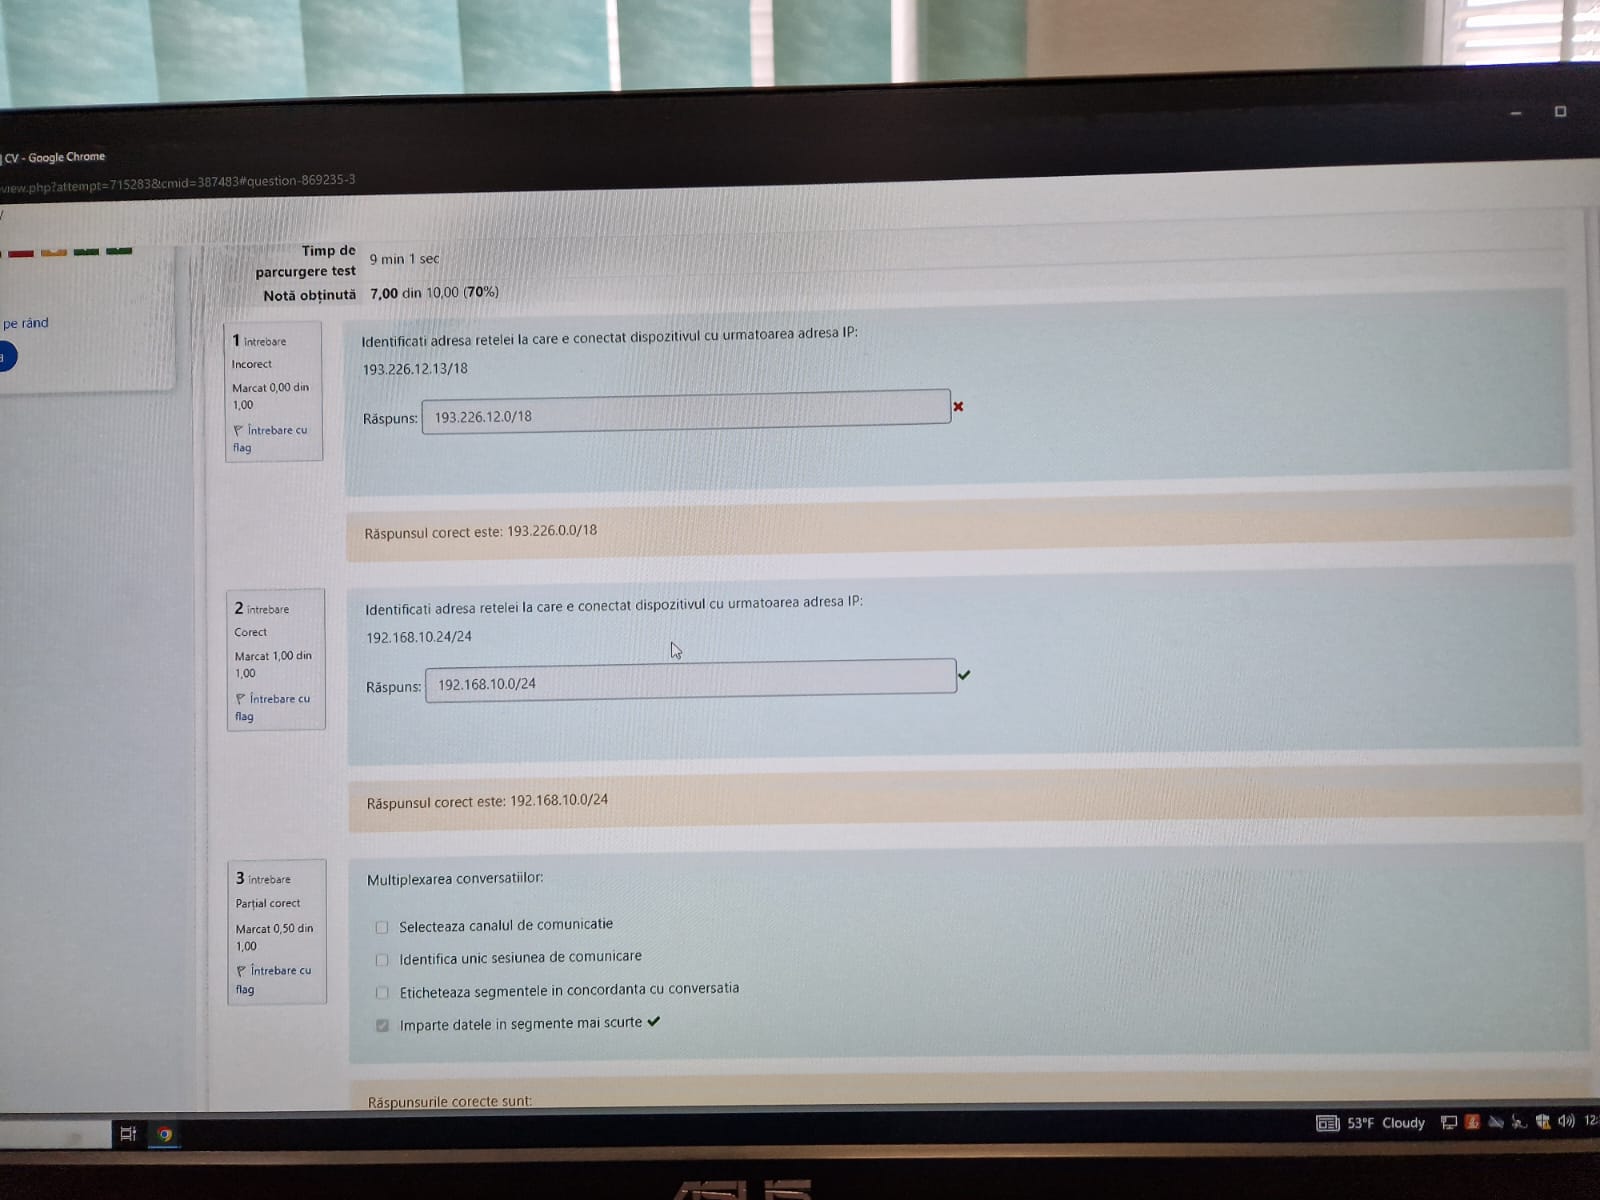 CV - Google Chrome
view.php?attempt=715283&cmid=387483#question-869235-3
pe rând
Timp de
parcurgere test
9 min 1 sec
Notă obținută 7,00 din 10,00 (70%)
1 întrebare
Incorect
Marcat 0,00 din
1,00
Întrebare cu
flag
Identificati adresa retelei la care e conectat dispozitivul cu urmatoarea adresa IP:
193.226.12.13/18
Răspuns: 193.226.12.0/18
Răspunsul corect este: 193.226.0.0/18
2 întrebare
Corect
Marcat 1,00 din
1,00
Întrebare cu
flag
Identificati adresa retelei la care e conectat dispozitivul cu urmatoarea adresa IP:
192.168.10.24/24
Răspuns: 192.168.10.0/24
Răspunsul corect este: 192.168.10.0/24
3 întrebare
Parțial corect
Marcat 0,50 din
1,00
Întrebare cu
flag
Multiplexarea conversatiilor:
Selecteaza canalul de comunicatie
Identifica unic sesiunea de comunicare
Eticheteaza segmentele in concordanta cu conversatia
Imparte datele in segmente mai scurte
Răspunsurile corecte sunt:
53°F Cloudy
12:
ASUS